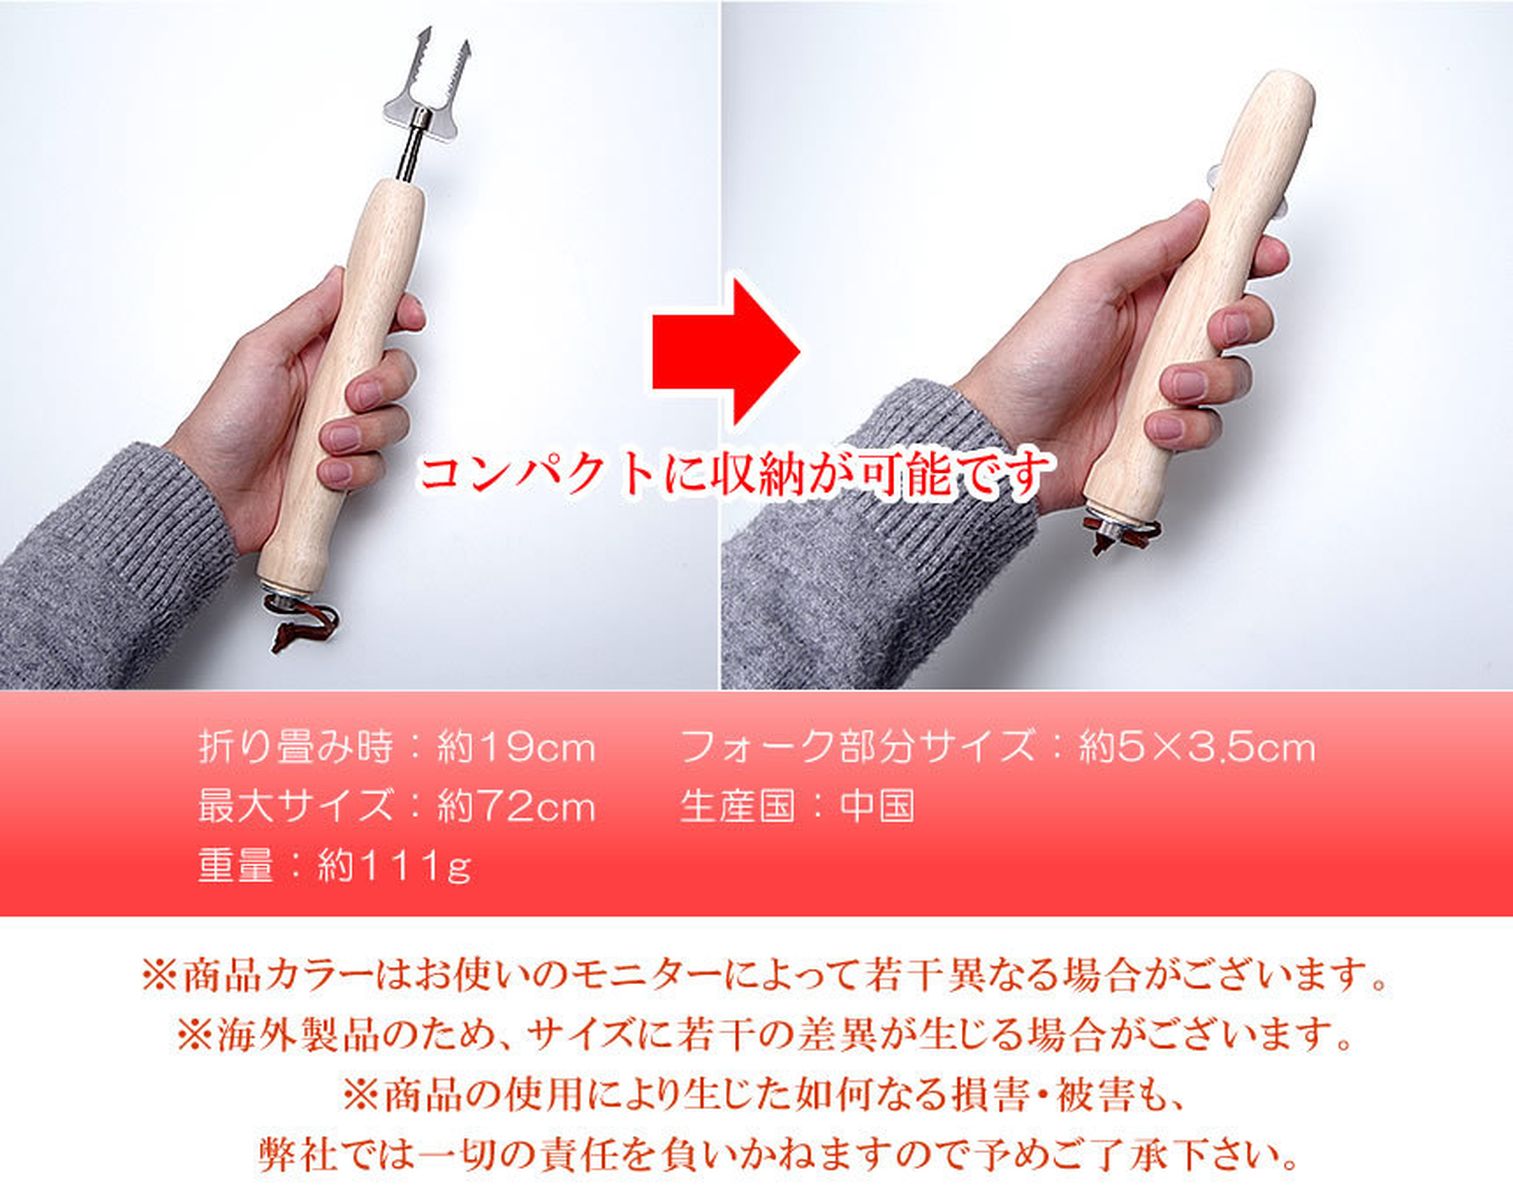 コンパクトに収納が可能です
折り畳み時：約19cm
フォーク部分サイズ：約5×3.5cm
最大サイズ：約72cm
生産国：中国
重量：約111g
※商品カラーはお使いのモニターによって若干異なる場合がございます。
※海外製品のため、サイズに若干の差異が生じる場合がございます。
※商品の使用により生じた如何なる損害・被害も、
弊社では一切の責任を負いかねますので予めご了承下さい。